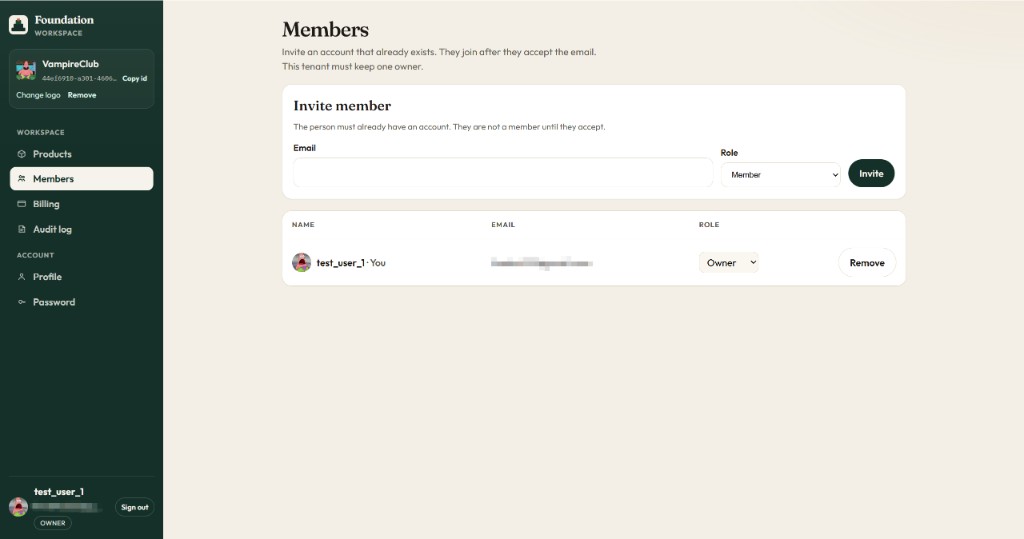 Foundation
WORKSPACE
VampireClub
Copy id
Change logo Remove
WORKSPACE
Products
Members
Billing
Audit log
ACCOUNT
Profile
Password
test_user_1
Sign out
OWNER
Members
Invite an account that already exists. They join after they accept the email.
This tenant must keep one owner.
Invite member
The person must already have an account. They are not a member until they accept.
Email
Role
Member
Invite
NAME EMAIL ROLE
test_user_1 · You Owner Remove